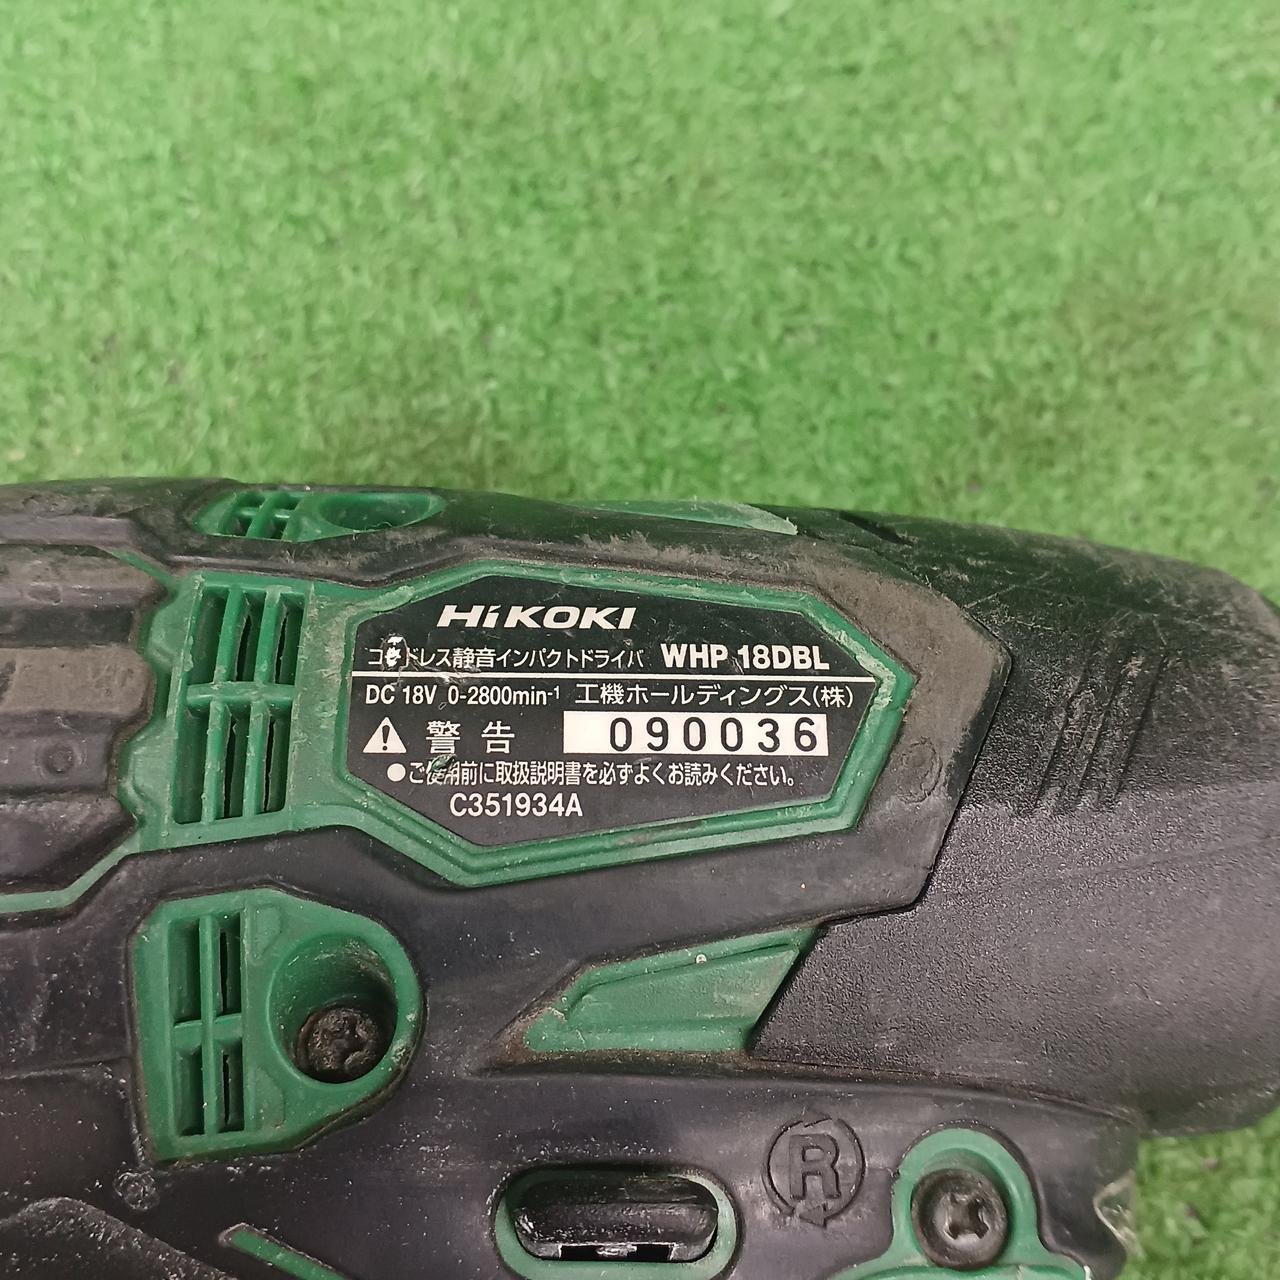 HiKOKI
コードレス静音インパクトドライバ WHP 18DBL
DC 18V 0-2800min⁻¹ 工機ホールディングス(株)
警告 090036
●ご使用前に取扱説明書を必ずよくお読みください。
C351934A
R